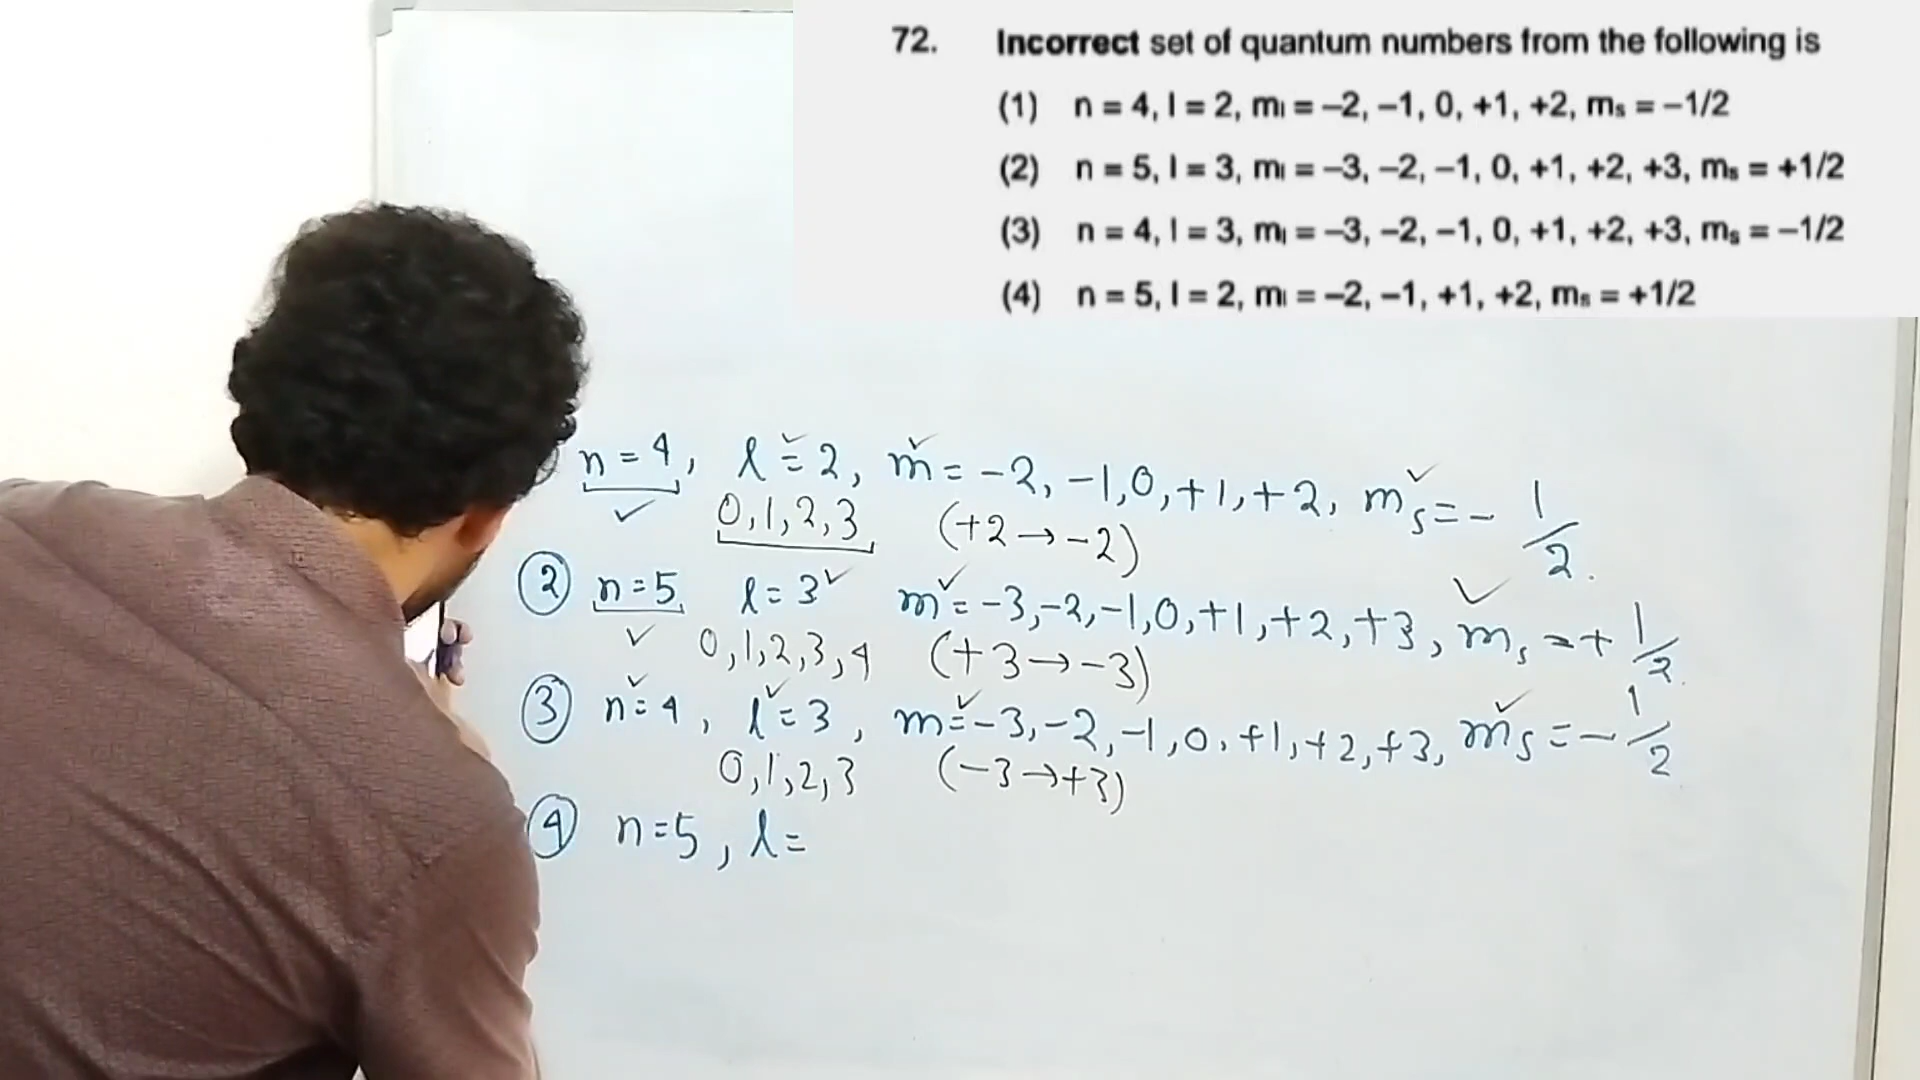 72. Incorrect set of quantum numbers from the following is
(1) n = 4, l = 2, mₗ = –2, –1, 0, +1, +2, mₛ = –1/2
(2) n = 5, l = 3, mₗ = –3, –2, –1, 0, +1, +2, +3, mₛ = +1/2
(3) n = 4, l = 3, mₗ = –3, –2, –1, 0, +1, +2, +3, mₛ = –1/2
(4) n = 5, l = 2, mₗ = –2, –1, +1, +2, mₛ = +1/2
n = 4, l = 2, m = -2, -1, 0, +1, +2, mₛ = - 1/2.
✓ 0, 1, 2, 3 (+2 → -2)
② n = 5 l = 3 ✓ m = -3, -2, -1, 0, +1, +2, +3, mₛ = + 1/2.
✓ 0, 1, 2, 3, 4 (+3 → -3)
③ n = 4, l = 3, m = -3, -2, -1, 0, +1, +2, +3, mₛ = - 1/2
0, 1, 2, 3 (-3 → +3)
④ n = 5, l =